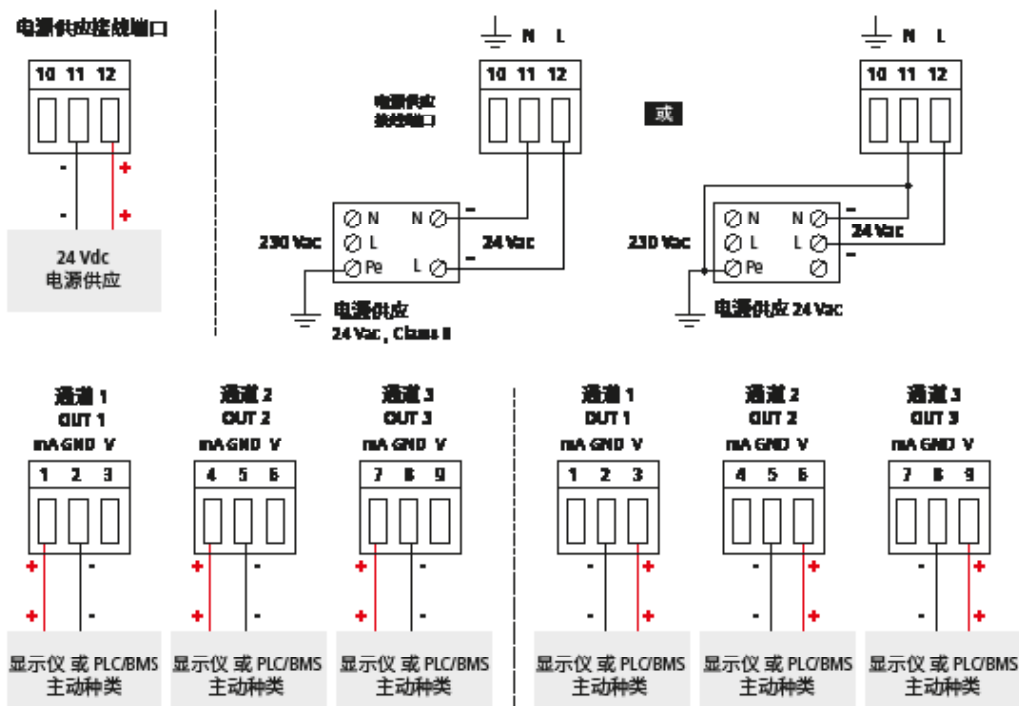 电源供应接线端口
10 11 12
- +
- +
24 Vdc
电源供应
N L
10 11 12
电源供应
接线端口
N N -
230 Vac L 24 Vac
Pe L -
电源供应
24 Vac , Class II
或
N L
10 11 12
N N -
230 Vac L L 24 Vac
Pe -
电源供应 24 Vac
通道 1
OUT 1
mA GND V
1 2 3
+ -
+ -
显示仪 或 PLC/BMS
主动种类
通道 2
OUT 2
mA GND V
4 5 6
+ -
+ -
显示仪 或 PLC/BMS
主动种类
通道 3
OUT 3
mA GND V
7 8 9
+ -
+ -
显示仪 或 PLC/BMS
主动种类
通道 1
OUT 1
mA GND V
1 2 3
- +
- +
显示仪 或 PLC/BMS
主动种类
通道 2
OUT 2
mA GND V
4 5 6
- +
- +
显示仪 或 PLC/BMS
主动种类
通道 3
OUT 3
mA GND V
7 8 9
- +
- +
显示仪 或 PLC/BMS
主动种类